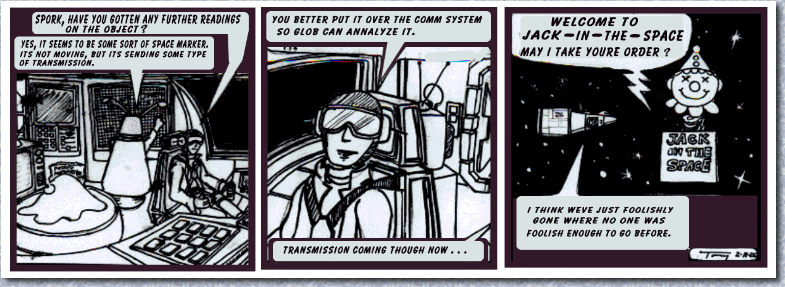 SPORK, HAVE YOU GOTTEN ANY FURTHER READINGS
ON THE OBJECT?
YES, IT SEEMS TO BE SOME SORT OF SPACE MARKER.
ITS NOT MOVING, BUT ITS SENDING SOME TYPE
OF TRANSMISSION.
YOU BETTER PUT IT OVER THE COMM SYSTEM
SO GLOB CAN ANNALYZE IT.
TRANSMISSION COMING THOUGH NOW . . .
WELCOME TO
JACK-IN-THE-SPACE
MAY I TAKE YOURE ORDER ?
JACK
IN THE
SPACE
I THINK WEVE JUST FOOLISHLY
GONE WHERE NO ONE WAS
FOOLISH ENOUGH TO GO BEFORE.
Tony